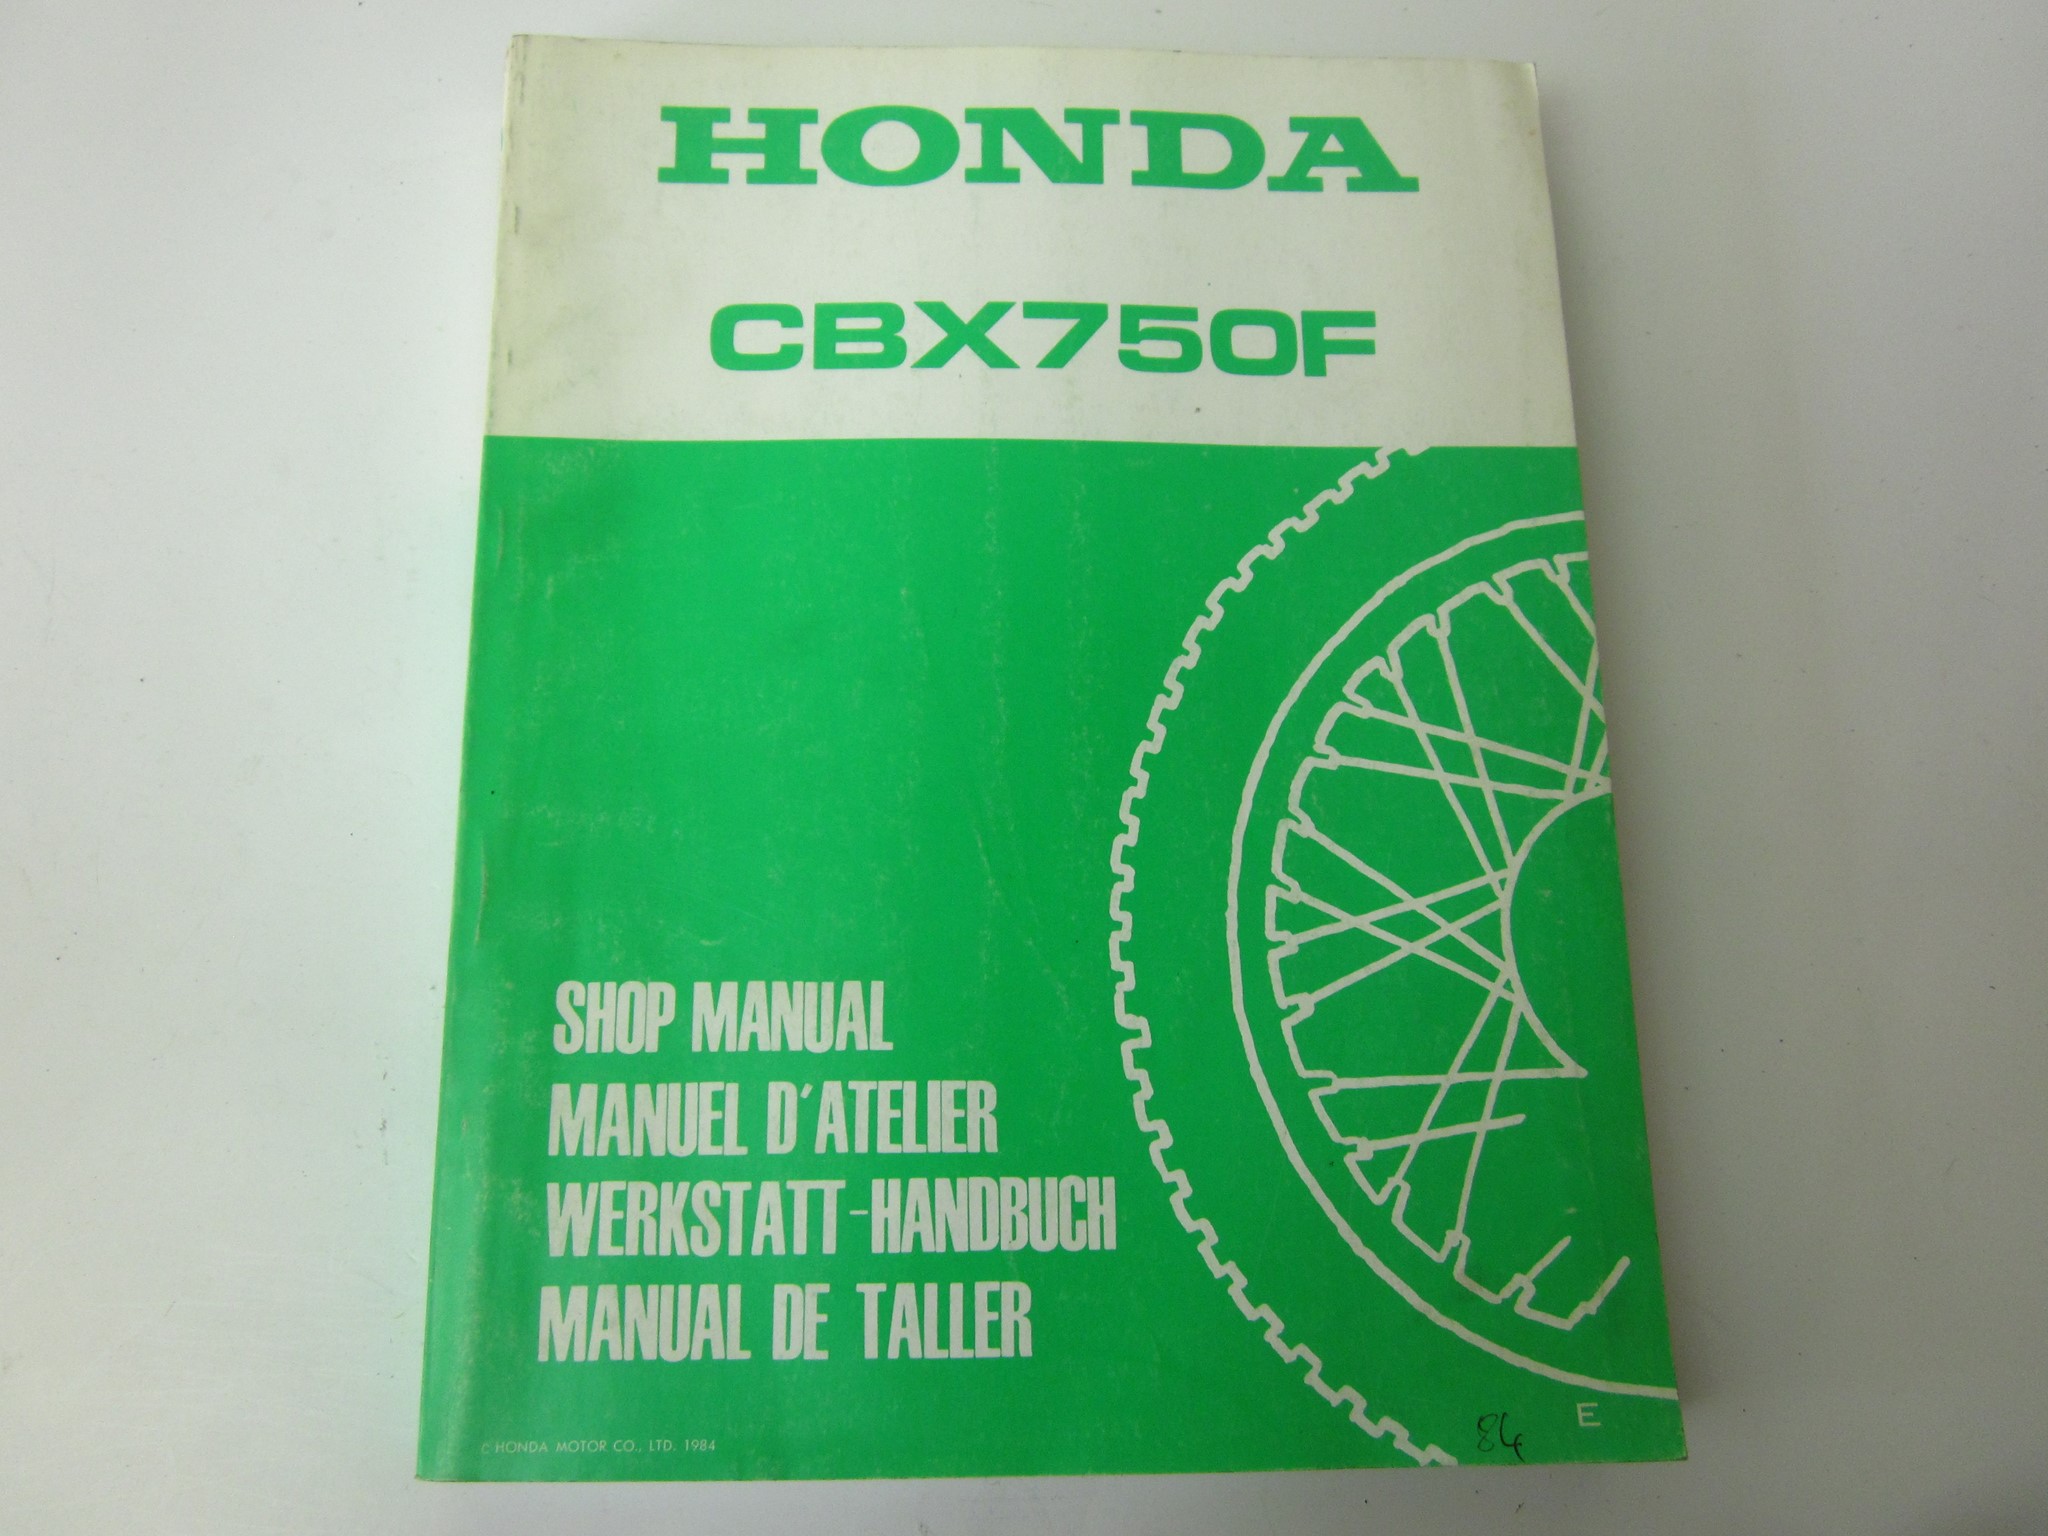 HONDA
CBX750F
SHOP MANUAL
MANUEL D'ATELIER
WERKSTATT-HANDBUCH
MANUAL DE TALLER
E
84
© HONDA MOTOR CO., LTD. 1984